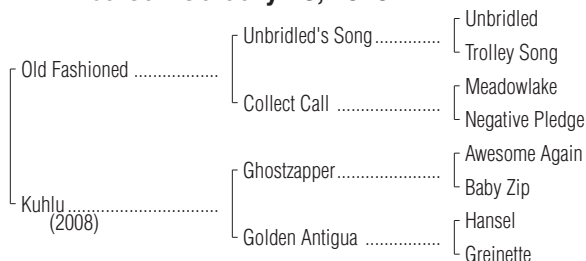 Unbridled
Unbridled's Song
Trolley Song
Old Fashioned
Meadowlake
Collect Call
Negative Pledge
Awesome Again
Ghostzapper
Baby Zip
Kuhlu
(2008)
Hansel
Golden Antigua
Greinette